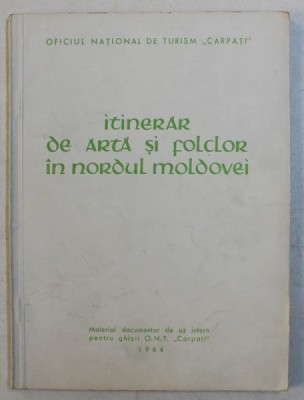 OFICIUL NAȚIONAL DE TURISM „CARPAȚI"
itinerar
de artă și folclor
în nordul moldovei
Material documentar de uz intern
pentru ghizii O.N.T. „Carpați"
1964